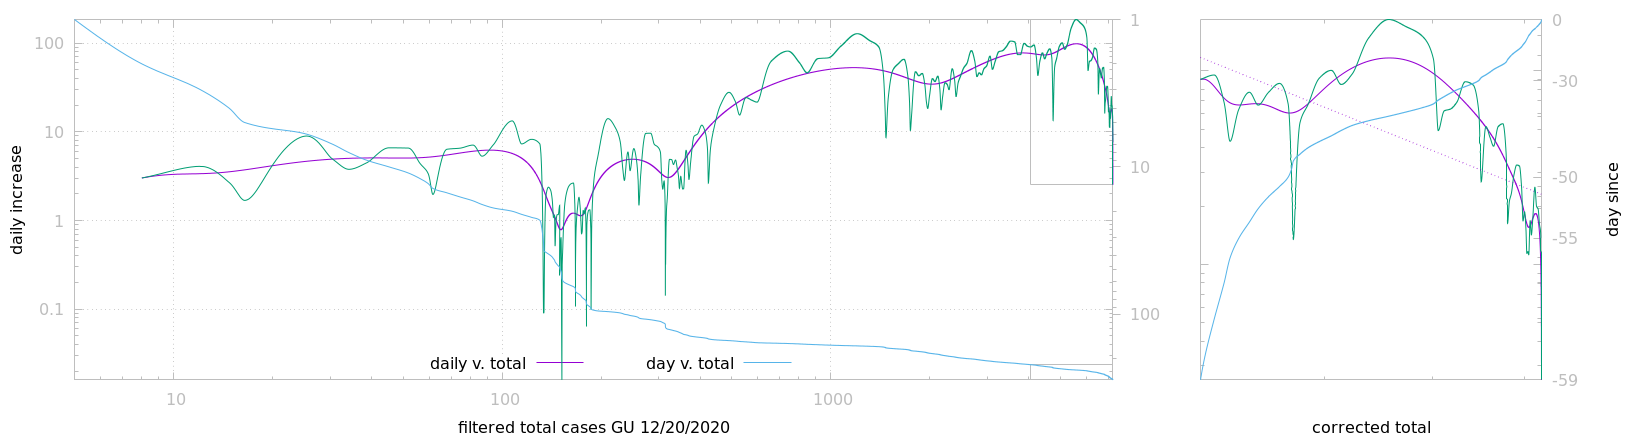 100
10
1
0.1
daily increase
10
100
1000
filtered total cases GU 12/20/2020
daily v. total
day v. total
1
10
100
0
-30
-50
-55
-59
day since
corrected total